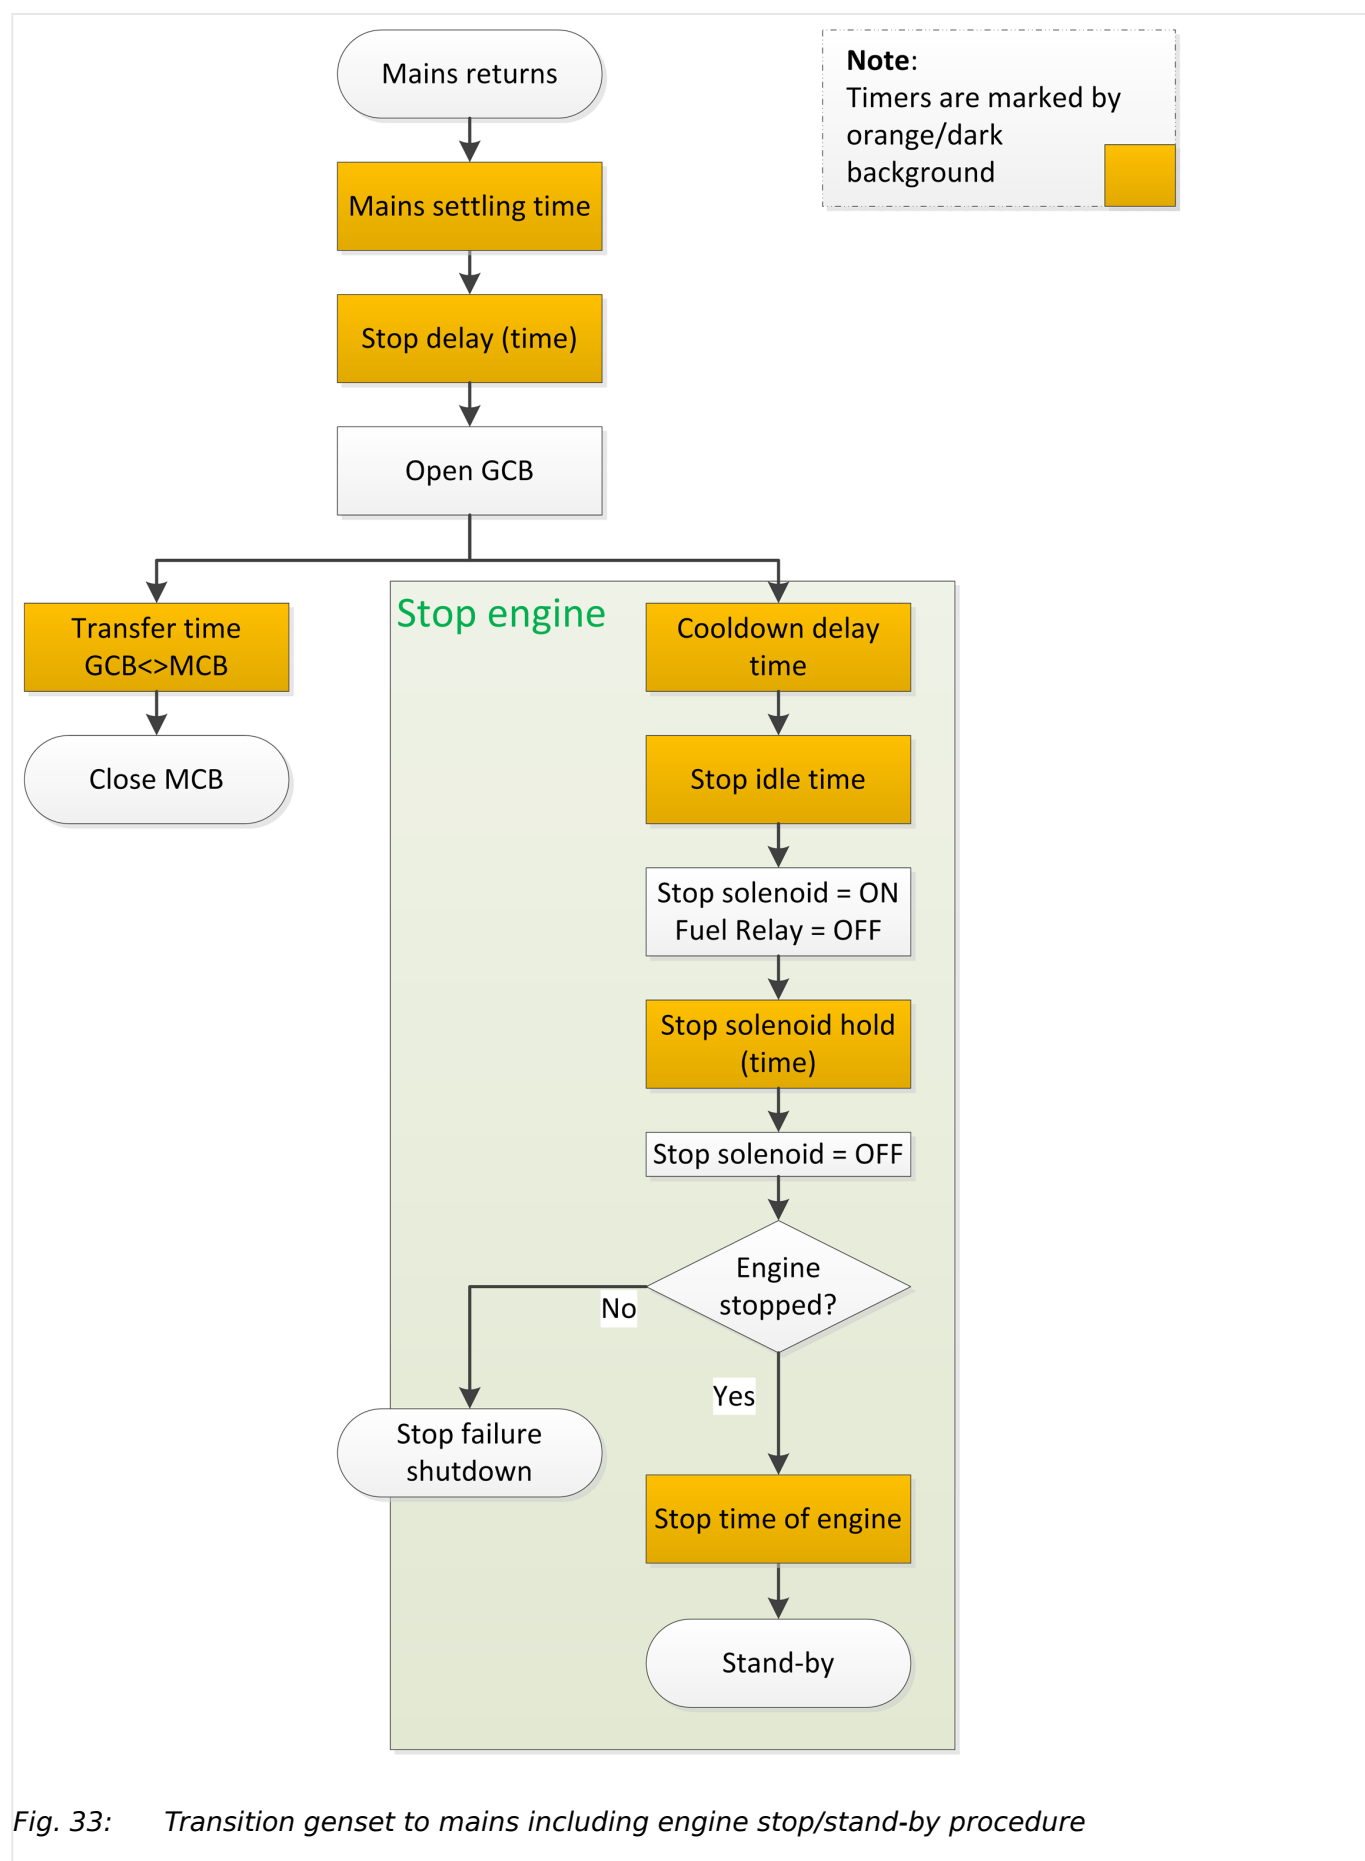 Mains returns
Note:
Timers are marked by
orange/dark
background
Mains settling time
Stop delay (time)
Open GCB
Stop engine
Transfer time
GCB<>MCB
Cooldown delay
time
Close MCB
Stop idle time
Stop solenoid = ON
Fuel Relay = OFF
Stop solenoid hold
(time)
Stop solenoid = OFF
Engine
stopped?
No
Yes
Stop failure
shutdown
Stop time of engine
Stand-by
Fig. 33: Transition genset to mains including engine stop/stand-by procedure